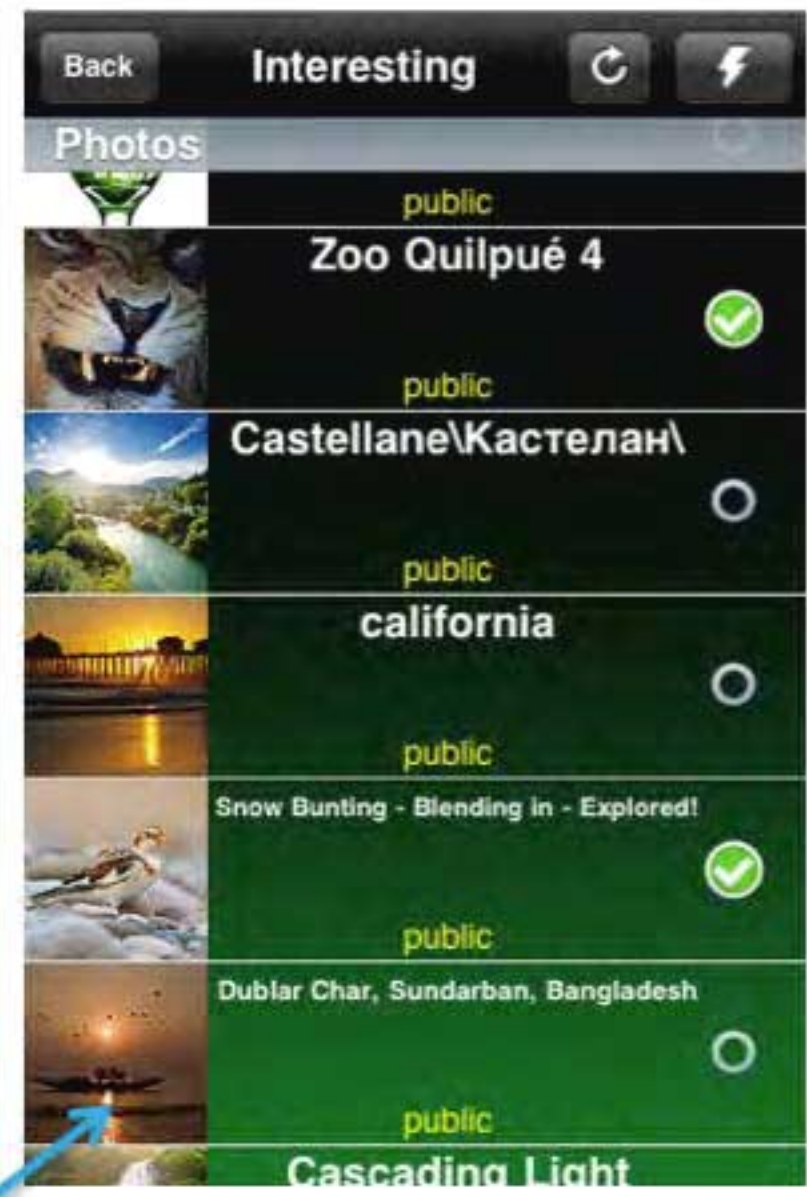 Back Interesting
Photos
public
Zoo Quilpué 4
public
Castellane\Кастелан\
public
california
public
Snow Bunting - Blending in - Explored!
public
Dublar Char, Sundarban, Bangladesh
public
Cascading Light